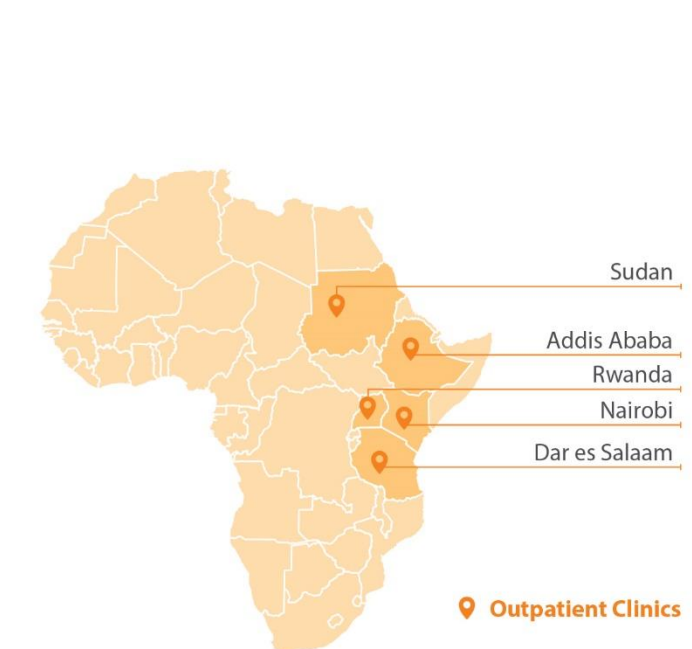 Sudan
Addis Ababa
Rwanda
Nairobi
Dar es Salaam
Outpatient Clinics